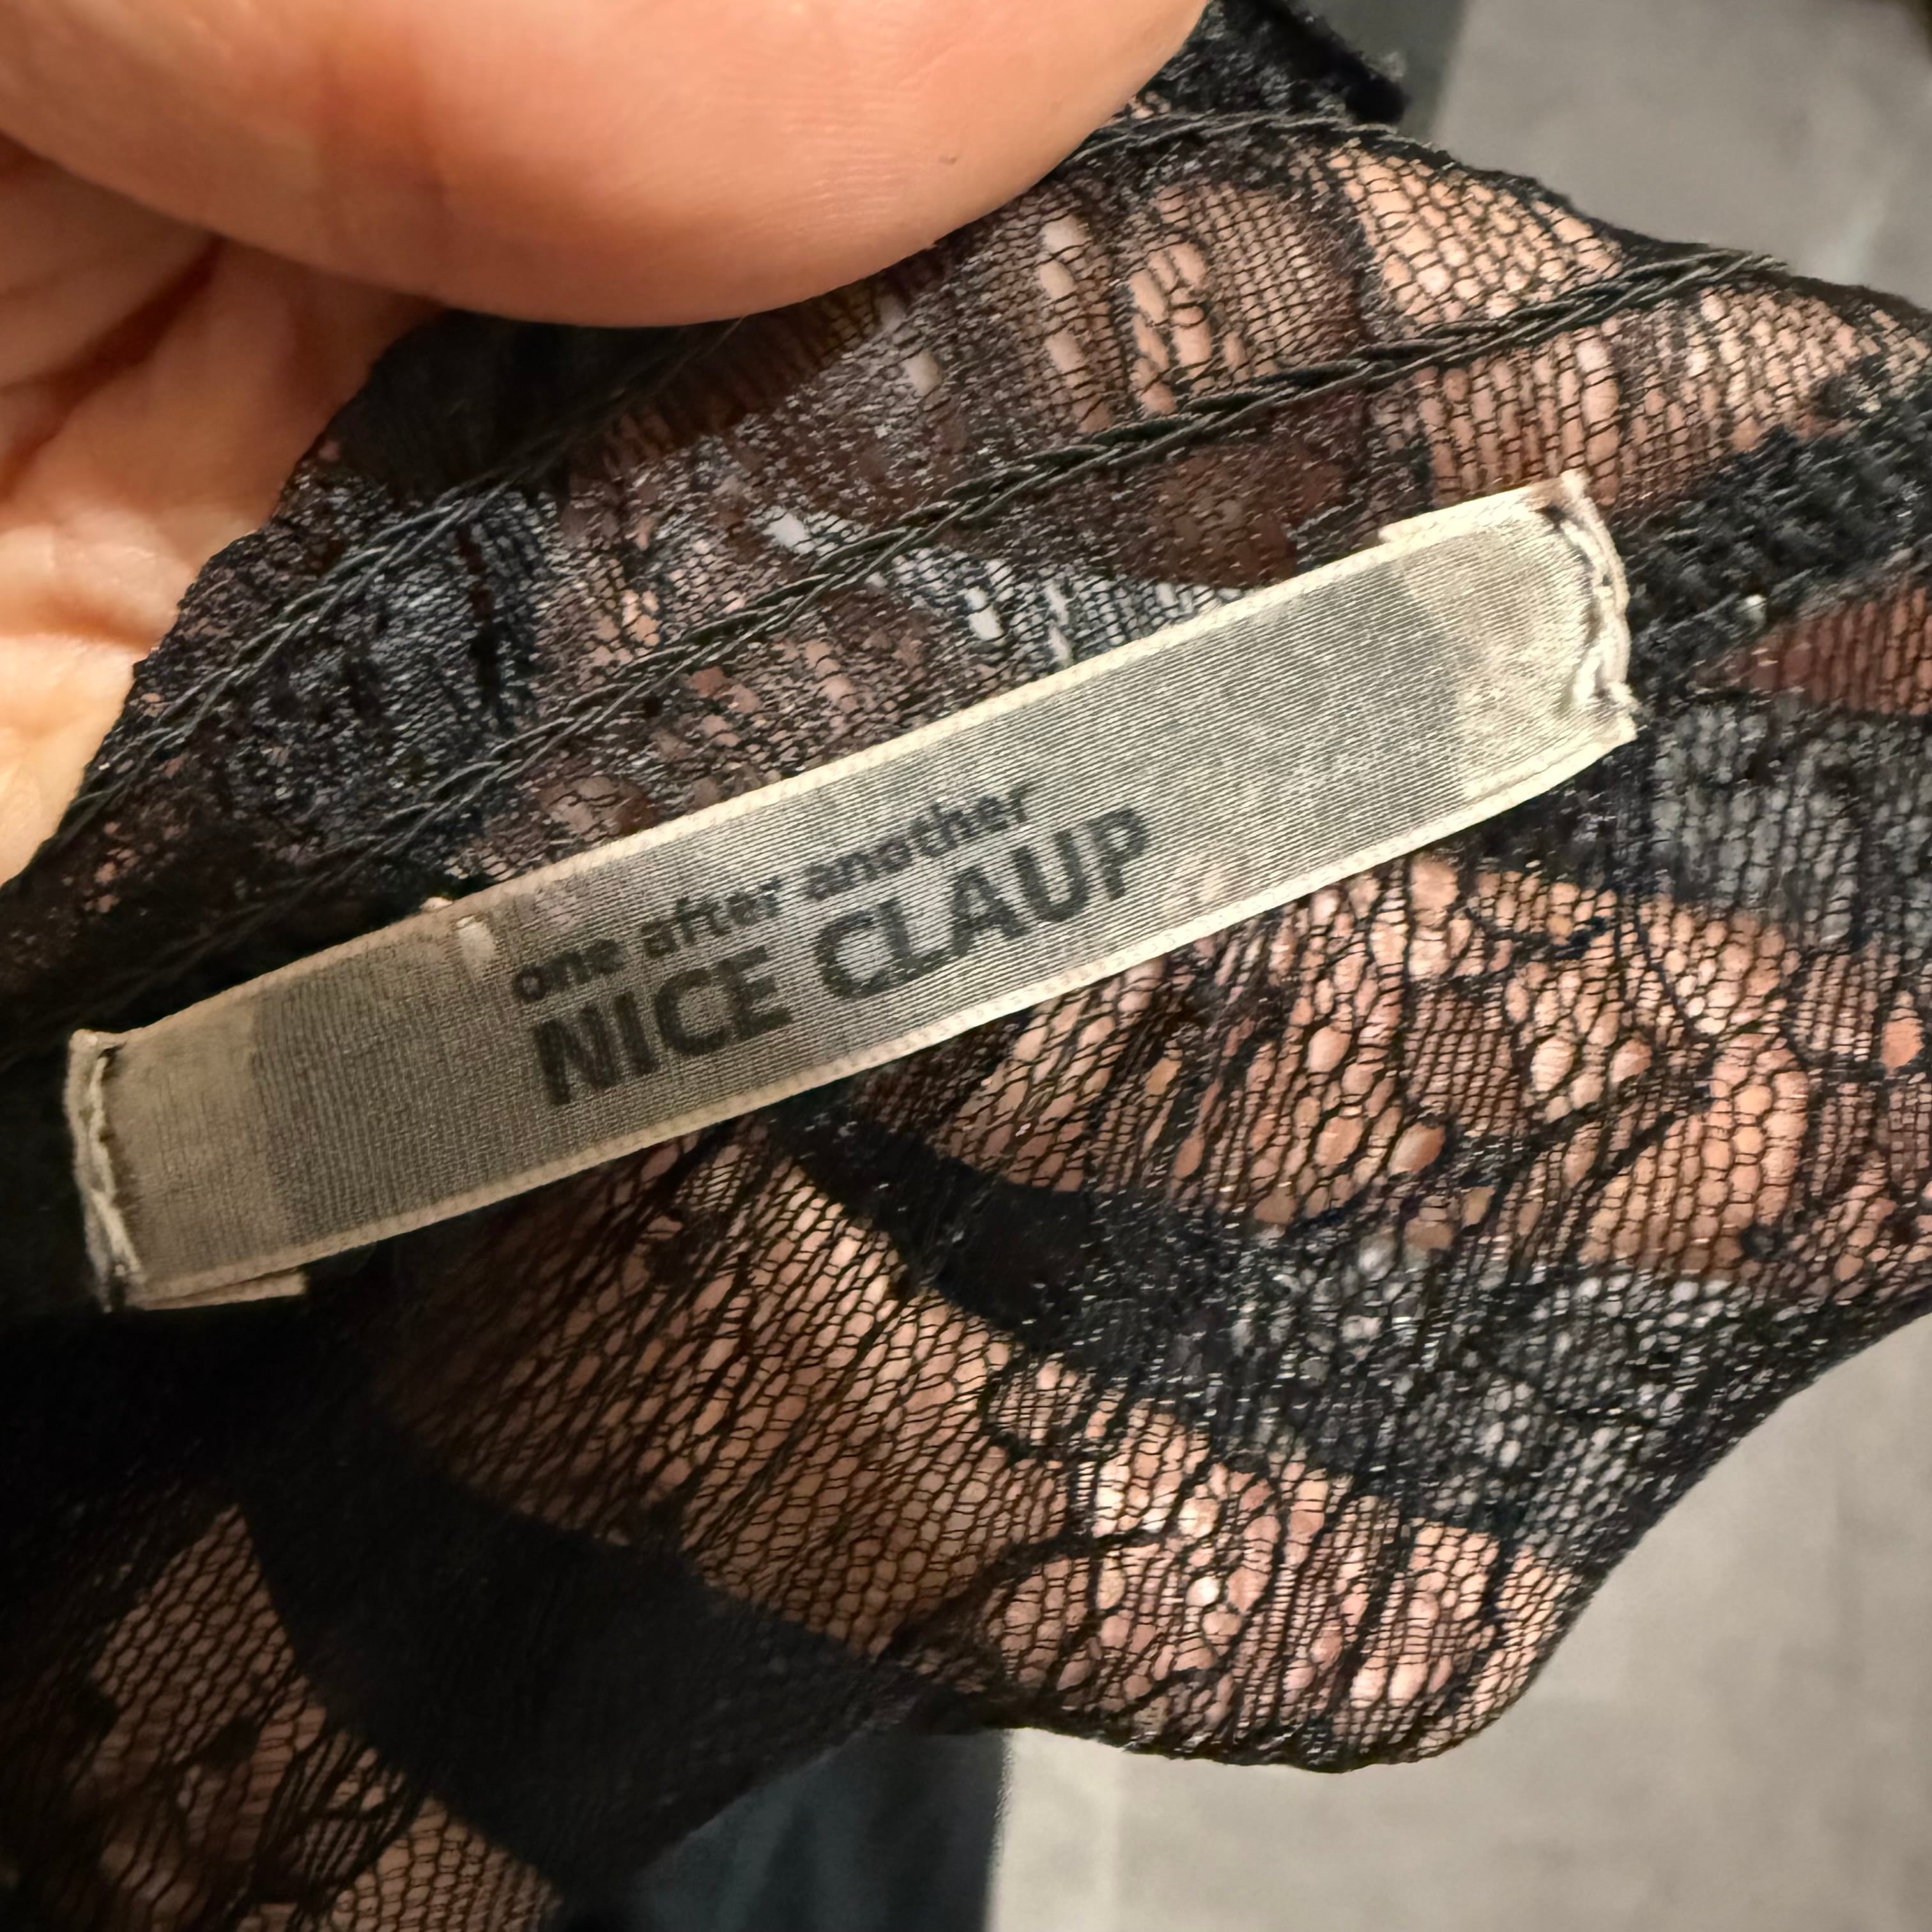 one after another
NICE CLAUP